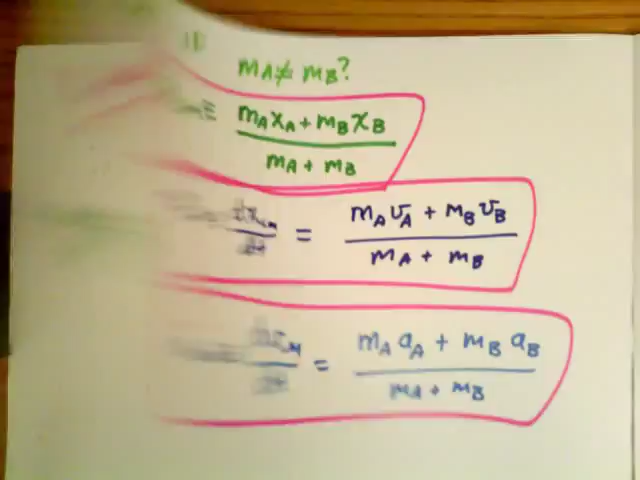 mA ≠ mB?
= mAxA + mBxB / mA + mB
= mAvA + mBvB / mA + mB
= mAaA + mBaB / mA + mB